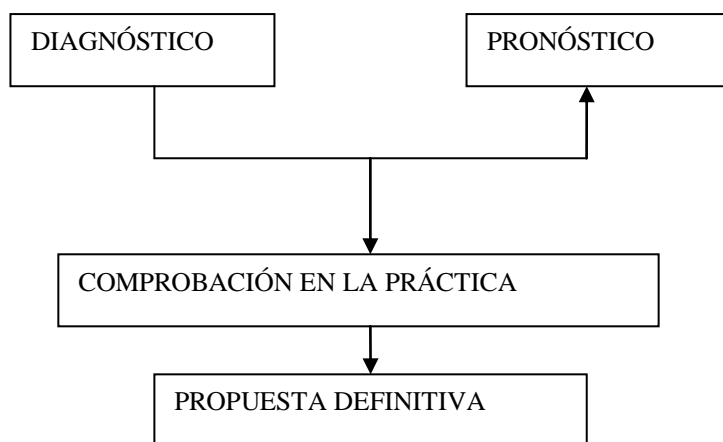 DIAGNÓSTICO
PRONÓSTICO
COMPROBACIÓN EN LA PRÁCTICA
PROPUESTA DEFINITIVA